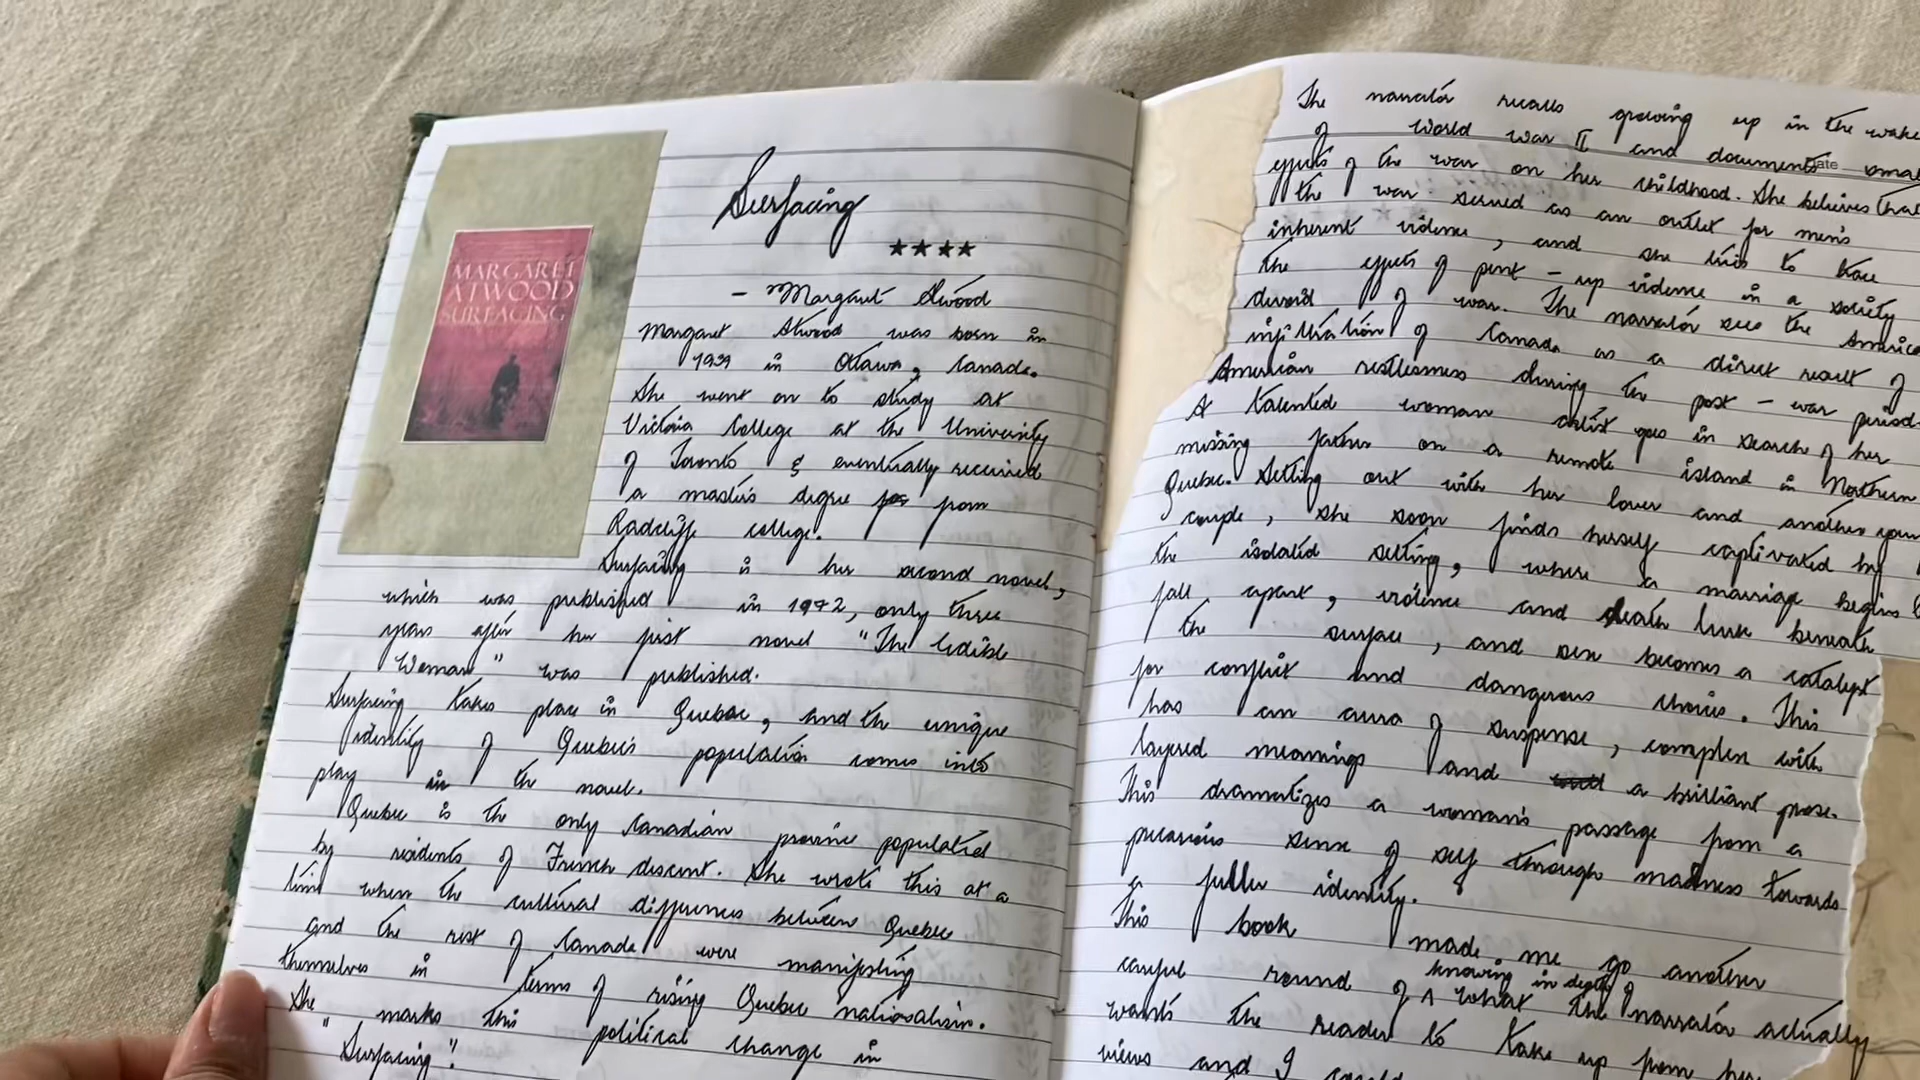 MARGARET
ATWOOD
SURFACING
Surfacing
★★★★
- Margaret Atwood
Margaret Atwood was born in
1939 in Ottawa, Canada.
She went on to study at
Victoria College at the University
of Toronto & eventually received
a master's degree from
Radcliffe college.
Surfacing is her second novel,
which was published in 1972, only three
years after her first novel "The Edible
Woman" was published.
Surfacing takes place in Quebec, and the unique
identity of Quebec's population comes into
play in the novel.
Quebec is the only Canadian province populated
by residents of French descent. She wrote this at a
time when the cultural differences between Quebec
and the rest of Canada were manifesting
themselves in terms of rising Quebec nationalism.
She marks this political change in
"Surfacing".
The narrator recalls growing up in the wake
of World War II and documents small
Date
effects of the war on her childhood. She believes that
the war served as an outlet for men's
inherent violence, and she tries to trace
the effects of pent-up violence in a society
devoid of war. The narrator sees the
infiltration of Canada as a direct result of
American restlessness during the post-war period.
A talented woman artist goes in search of her
missing father on a remote island in Northern
Quebec. Setting out with her lover and another
couple, she soon finds herself captivated by
the isolated setting, where a marriage begins
fall apart, violence and death lurk beneath
the surface, and sex becomes a catalyst
for conflict and dangerous choices. This
has an aura of suspense, complex with
layered meanings and a brilliant prose.
This dramatizes a woman's passage from a
precarious sense of self through madness towards
a fuller identity.
This book made me go another
careful round of knowing in depth of what the narrator actually
wants the reader to take up from her
views and I could